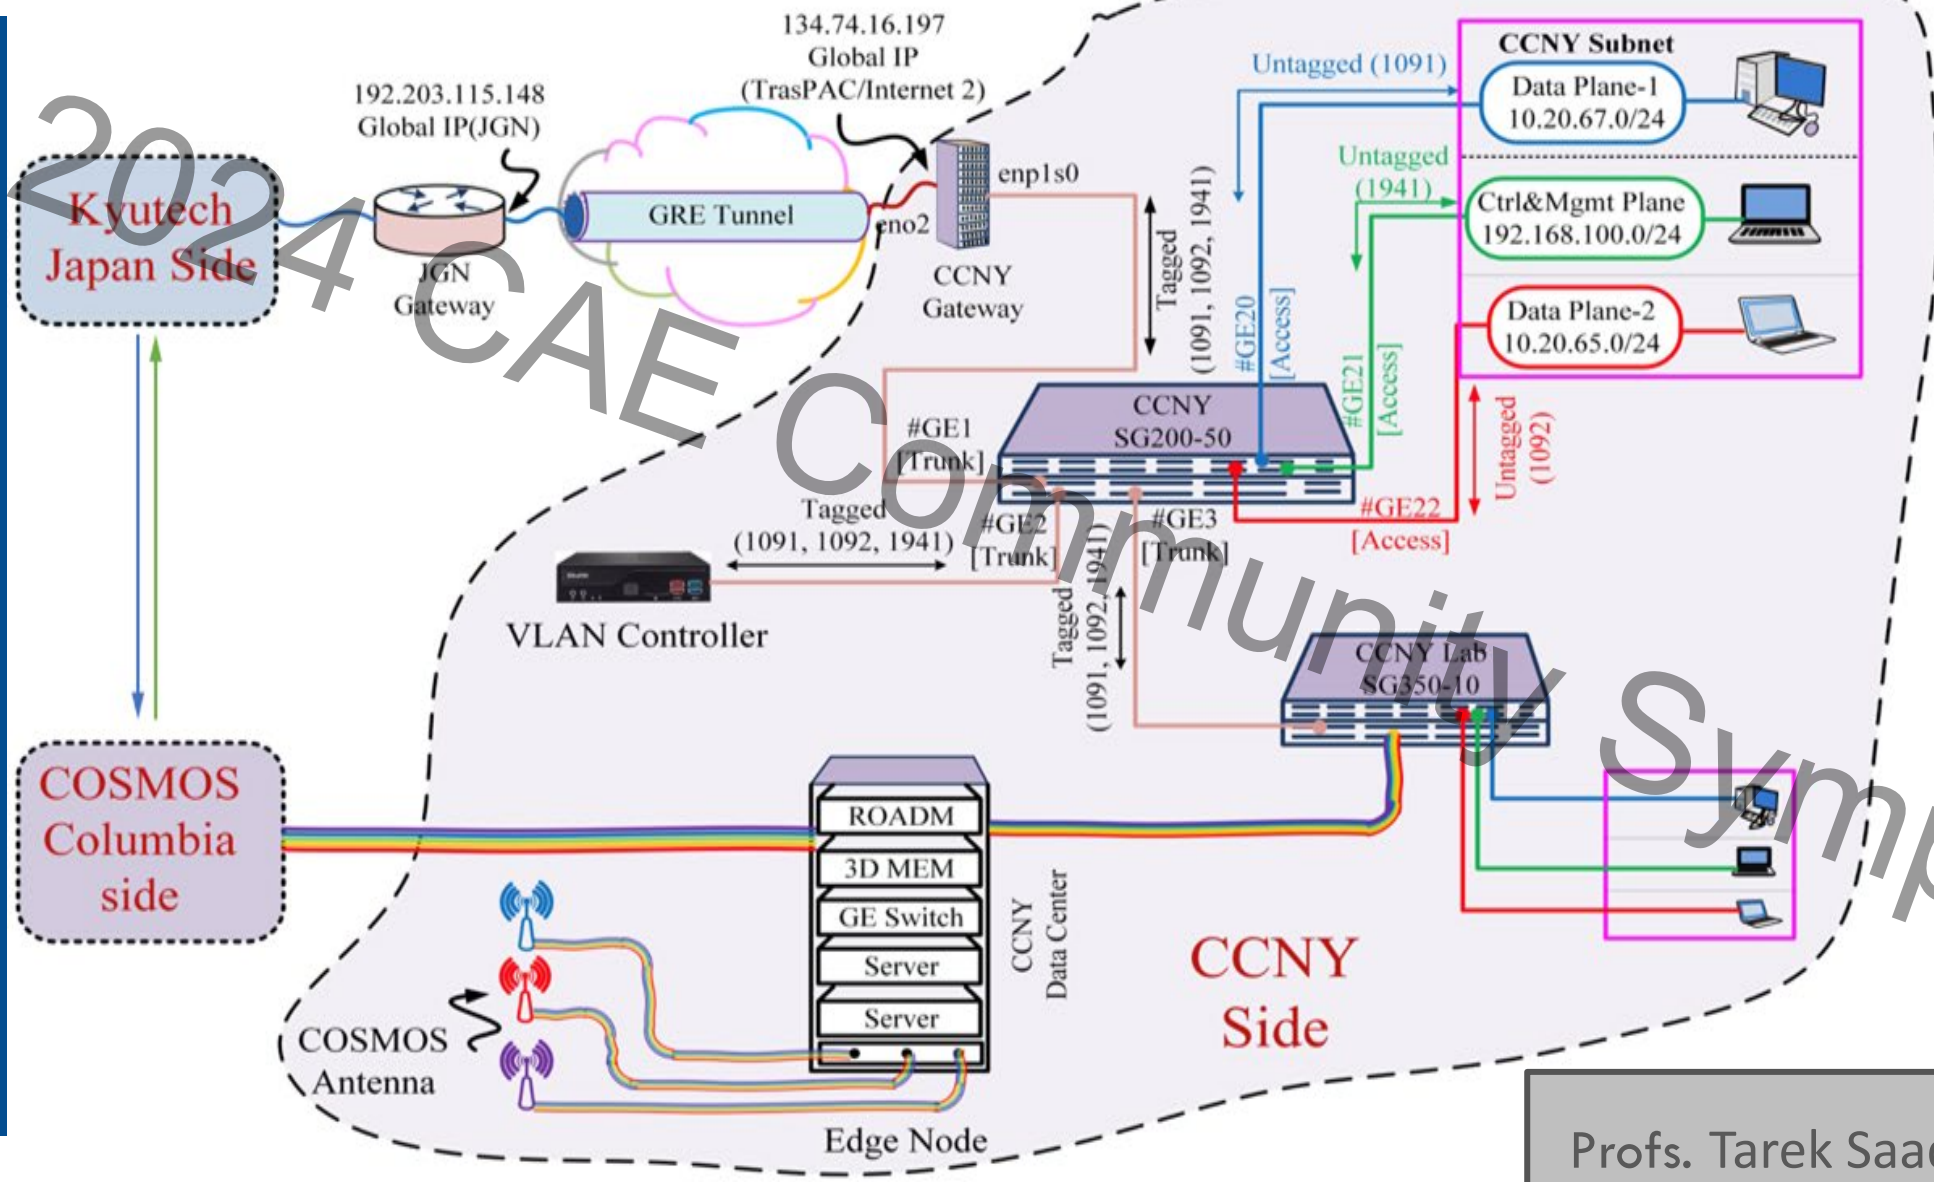 134.74.16.197
Global IP
(TrasPAC/Internet 2)
192.203.115.148
Global IP(JGN)
Kyutech
Japan Side
JGN
Gateway
GRE Tunnel
eno2
enp1s0
CCNY
Gateway
Tagged
(1091, 1092, 1941)
Untagged (1091)
#GE20
[Access]
Untagged
(1941)
#GE21
[Access]
CCNY Subnet
Data Plane-1
10.20.67.0/24
Ctrl&Mgmt Plane
192.168.100.0/24
Data Plane-2
10.20.65.0/24
Untagged
(1092)
#GE22
[Access]
CCNY
SG200-50
#GE1
[Trunk]
#GE2
[Trunk]
#GE3
[Trunk]
Tagged
(1091, 1092, 1941)
VLAN Controller
Tagged
(1091, 1092, 1941)
CCNY Lab
SG350-10
COSMOS
Columbia
side
ROADM
3D MEM
GE Switch
Server
Server
CCNY
Data Center
COSMOS
Antenna
Edge Node
CCNY
Side
2024 CAE Community Symp
Profs. Tarek Saad